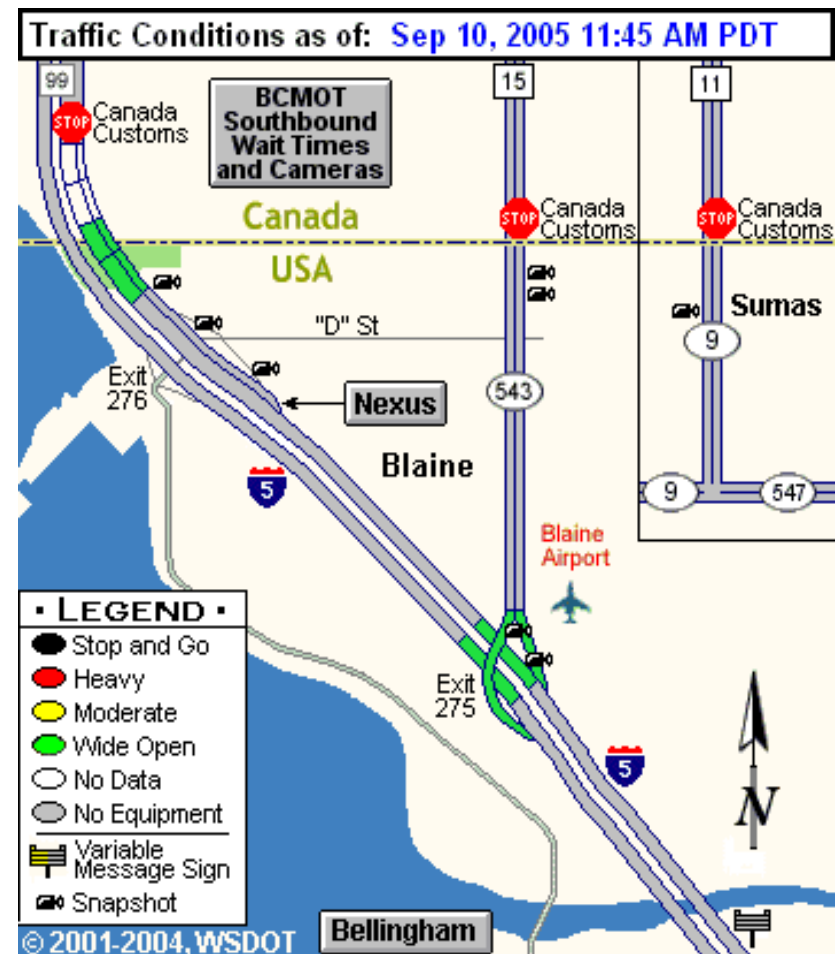 Traffic Conditions as of: Sep 10, 2005 11:45 AM PDT
99
15
11
STOP
Canada
Customs
BCMOT
Southbound
Wait Times
and Cameras
STOP
Canada
Customs
STOP
Canada
Customs
Canada
USA
"D" St
Sumas
9
Exit
276
Nexus
543
Blaine
5
9
547
Blaine
Airport
Exit
275
5
N
• LEGEND •
Stop and Go
Heavy
Moderate
Wide Open
No Data
No Equipment
Variable
Message Sign
Snapshot
© 2001-2004, WSDOT
Bellingham